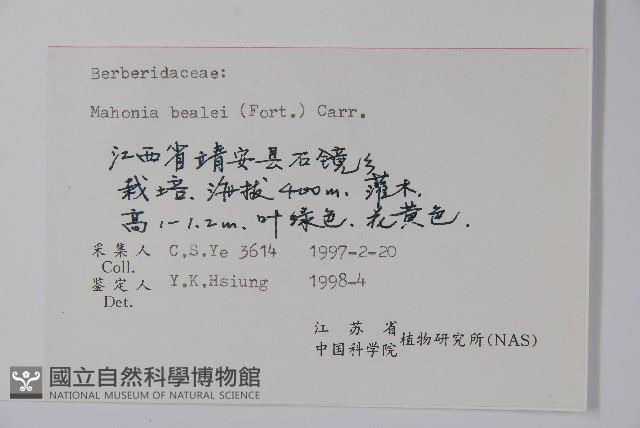 Berberidaceae:
Mahonia bealei (Fort.) Carr.
江西省靖安县石镜乡
栽培、海拔400m、灌木.
高1-1.2m、叶绿色、花黄色.
采集人 C.S.Ye 3614 1997-2-20
Coll.
鉴定人 Y.K.Hsiung 1998-4
Det.
江苏省
中国科学院 植物研究所(NAS)
國立自然科學博物館
NATIONAL MUSEUM OF NATURAL SCIENCE